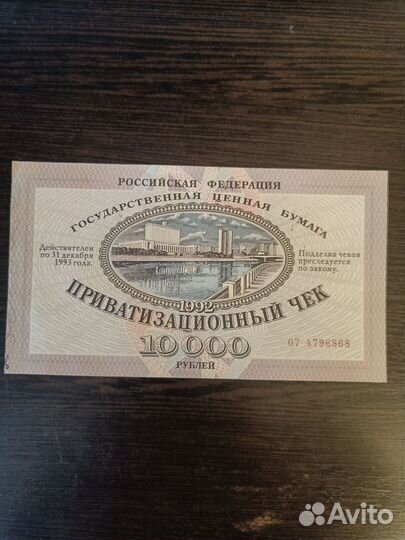 РОССИЙСКАЯ ФЕДЕРАЦИЯ
ГОСУДАРСТВЕННАЯ ЦЕННАЯ БУМАГА
Действителен
по 31 декабря
1993 года.
Подделка чеков
преследуется
по закону.
1992
ПРИВАТИЗАЦИОННЫЙ ЧЕК
10000
РУБЛЕЙ
07 4796868
Avito